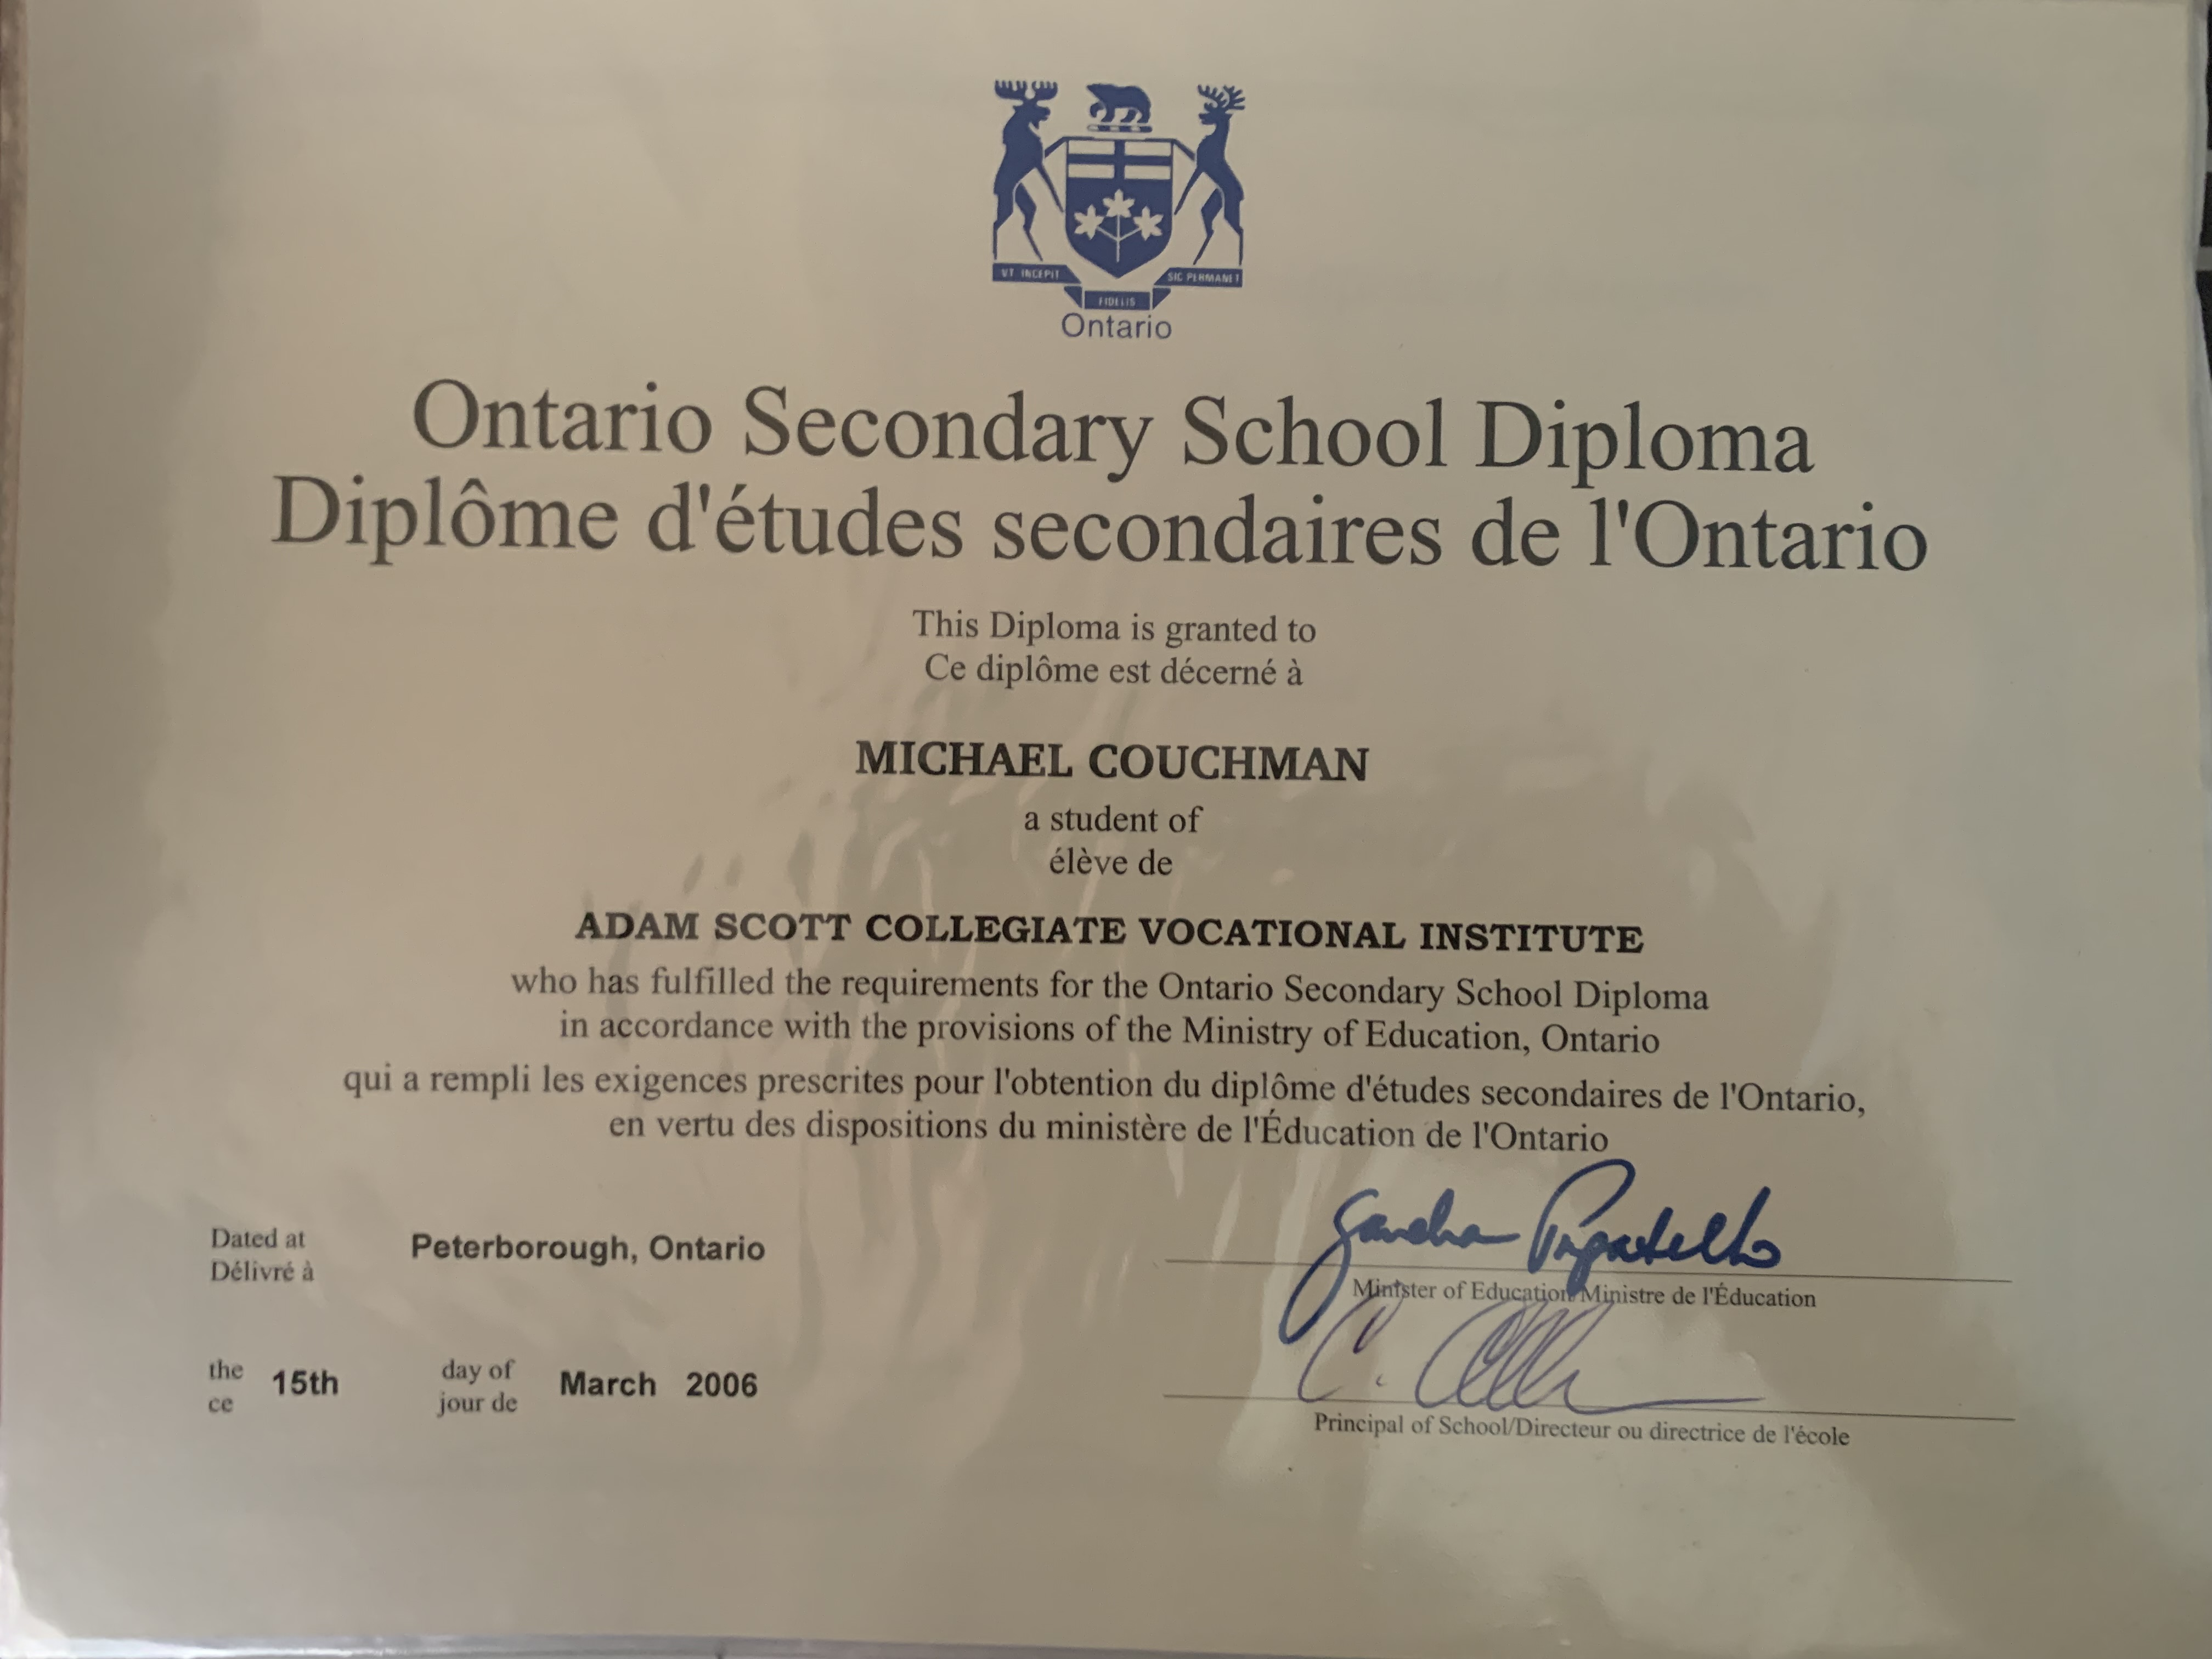 VT INCEPIT
FIDELIS
SIC PERMANET
Ontario
Ontario Secondary School Diploma
Diplôme d'études secondaires de l'Ontario
This Diploma is granted to
Ce diplôme est décerné à
MICHAEL COUCHMAN
a student of
élève de
ADAM SCOTT COLLEGIATE VOCATIONAL INSTITUTE
who has fulfilled the requirements for the Ontario Secondary School Diploma
in accordance with the provisions of the Ministry of Education, Ontario
qui a rempli les exigences prescrites pour l'obtention du diplôme d'études secondaires de l'Ontario,
en vertu des dispositions du ministère de l'Éducation de l'Ontario
Dated at
Délivré à
Peterborough, Ontario
Sandra Pupatello
Minister of Education/Ministre de l'Éducation
the 15th day of March 2006
ce jour de
Principal of School/Directeur ou directrice de l'école